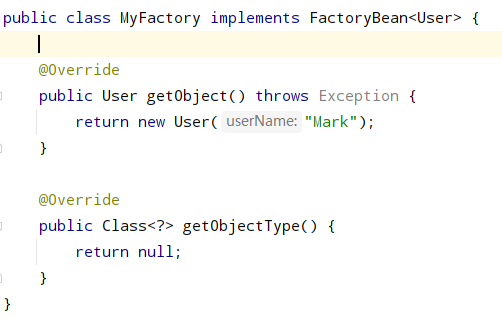 public class MyFactory implements FactoryBean<User> {
@Override
public User getObject() throws Exception {
return new User( userName: "Mark");
}
@Override
public Class<?> getObjectType() {
return null;
}
}